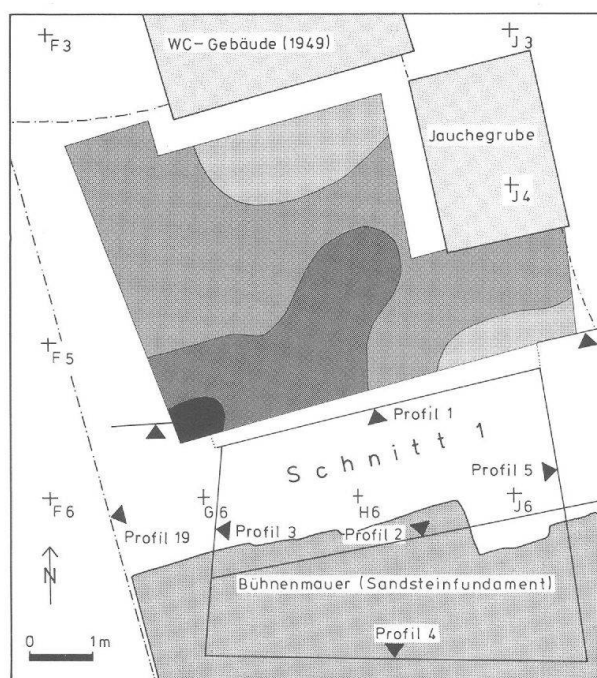 F3
WC-Gebäude (1949)
J3
Jauchegrube
J4
F5
Profil 1
Schnitt 1
Profil 5
F6
G6
H6
J6
Profil 19
Profil 3
Profil 2
N
Bühnenmauer (Sandsteinfundament)
0 1m
Profil 4